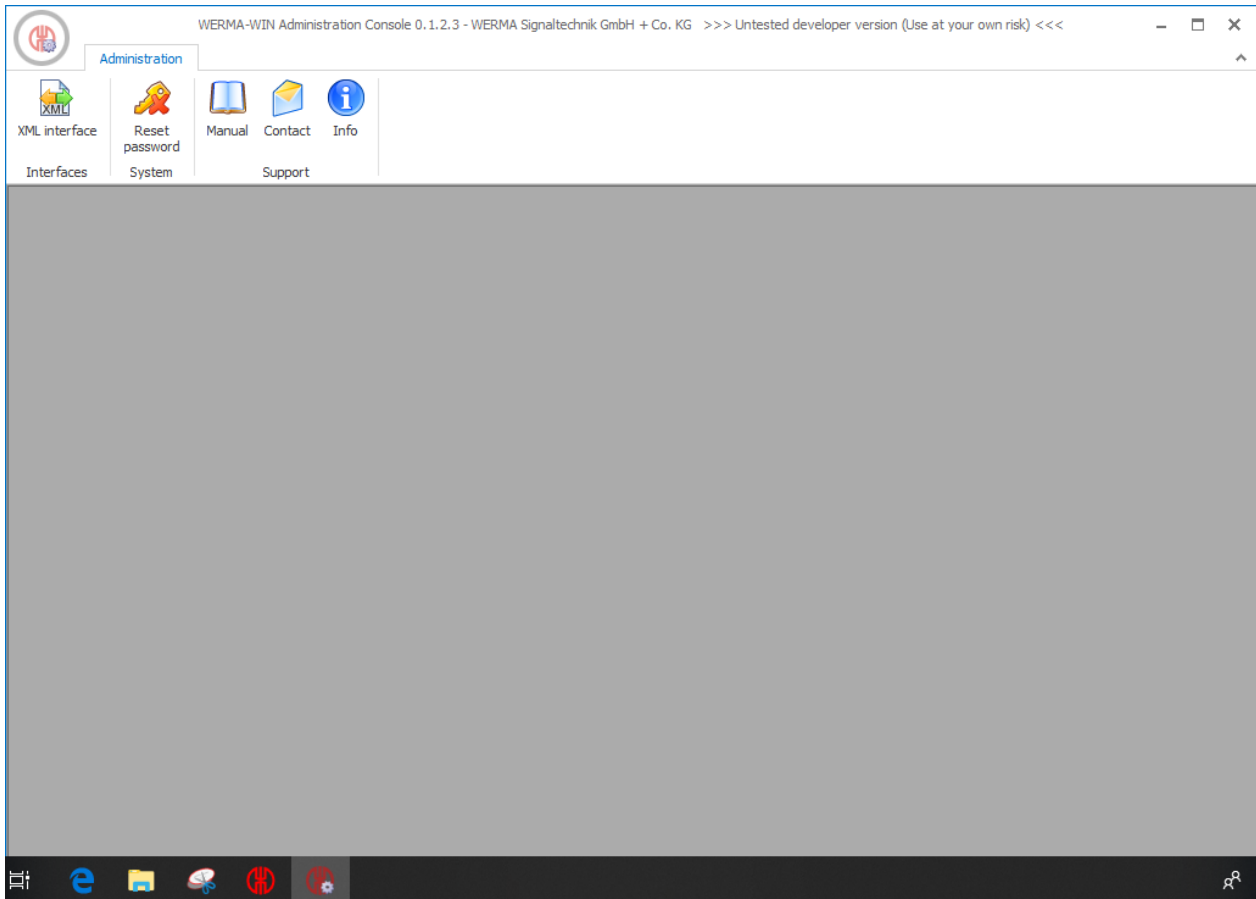 WERMA-WIN Administration Console 0.1.2.3 - WERMA Signaltechnik GmbH + Co. KG >>> Untested developer version (Use at your own risk) <<<
Administration
XML
XML interface
Reset
password
Manual
Contact
Info
Interfaces
System
Support